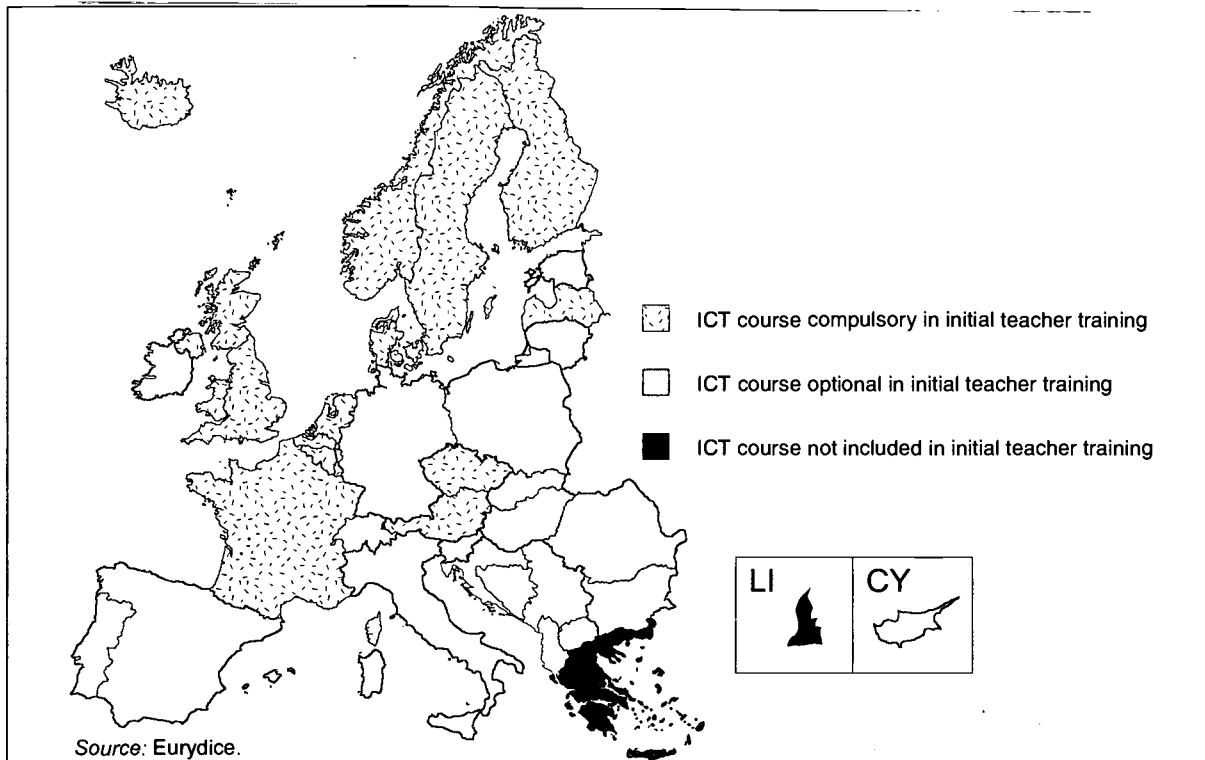 ICT course compulsory in initial teacher training
ICT course optional in initial teacher training
ICT course not included in initial teacher training
LI
CY
Source: Eurydice.